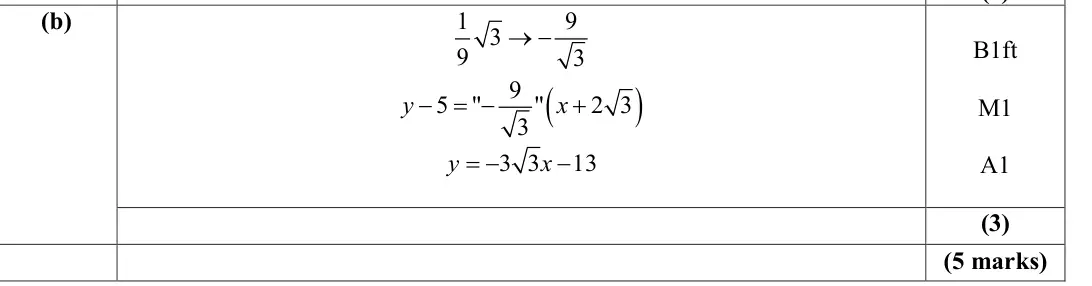 (b)
1/9 √3 → − 9/√3
B1ft
y − 5 = "− 9/√3" (x + 2√3)
M1
y = −3√3x − 13
A1
(3)
(5 marks)